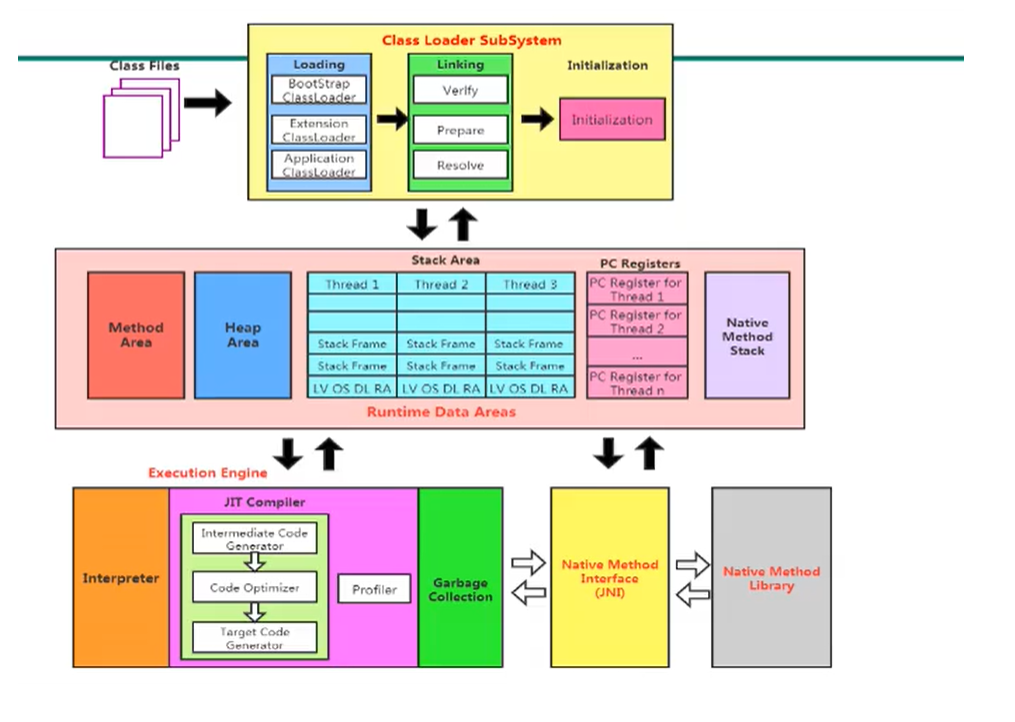 Class Loader SubSystem
Class Files
Loading
Linking
Initialization
BootStrap
ClassLoader
Verify
Extension
ClassLoader
Prepare
Initialization
Application
ClassLoader
Resolve
Stack Area
PC Registers
Method
Area
Heap
Area
Thread 1
Thread 2
Thread 3
Stack Frame
Stack Frame
Stack Frame
Stack Frame
Stack Frame
Stack Frame
LV OS DL RA
LV OS DL RA
LV OS DL RA
PC Register for
Thread 1
PC Register for
Thread 2
...
PC Register for
Thread n
Native
Method
Stack
Runtime Data Areas
Execution Engine
Interpreter
JIT Compiler
Intermediate Code
Generator
Code Optimizer
Target Code
Generator
Profiler
Garbage
Collection
Native Method
Interface
(JNI)
Native Method
Library